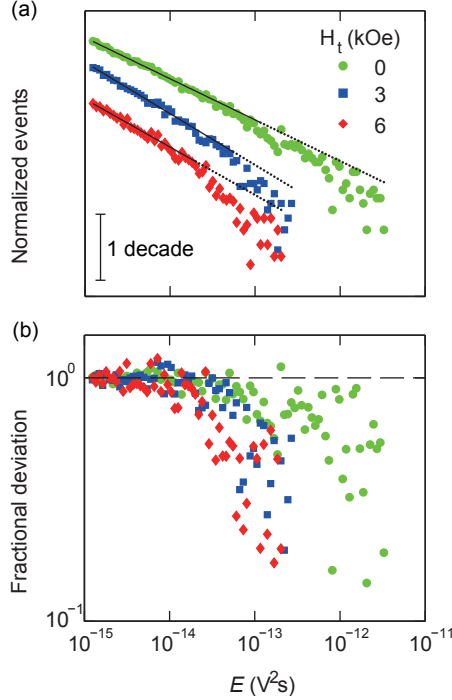 (a)
H_t (kOe)
0
3
6
Normalized events
1 decade
(b)
10^0
Fractional deviation
10^-1
10^-15 10^-14 10^-13 10^-12 10^-11
E (V^2s)